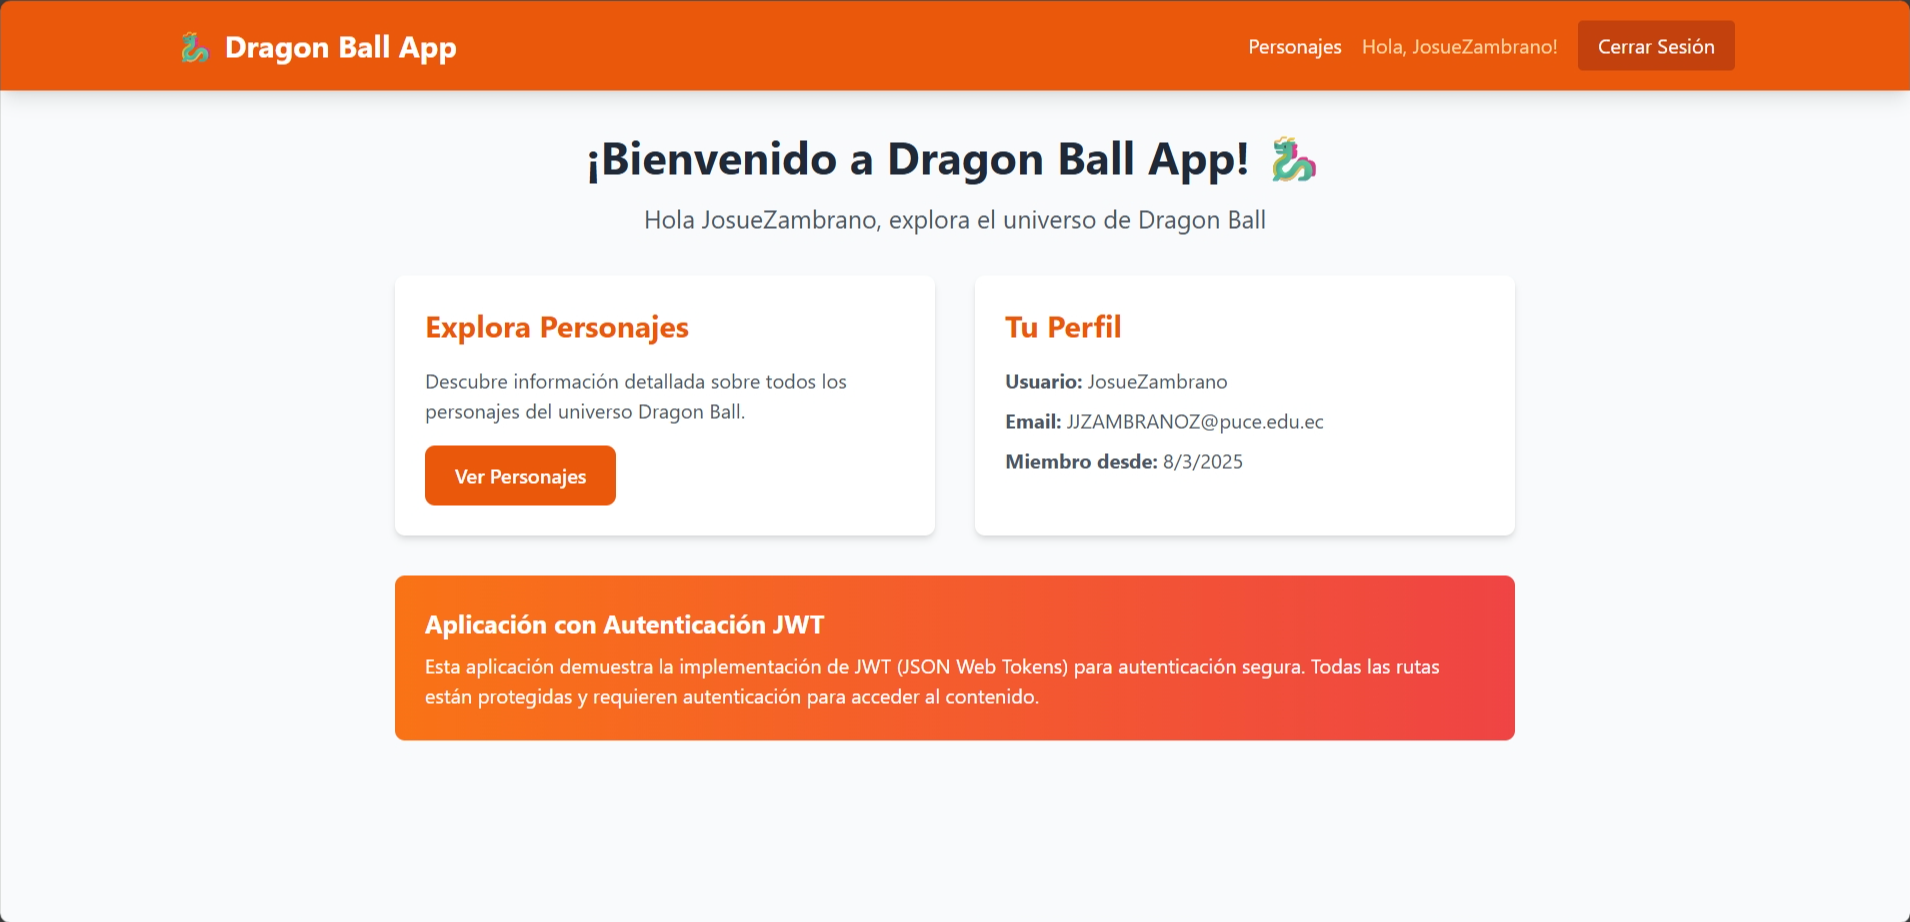 Dragon Ball App
Personajes
Hola, JosueZambrano!
Cerrar Sesión
¡Bienvenido a Dragon Ball App!
Hola JosueZambrano, explora el universo de Dragon Ball
Explora Personajes
Descubre información detallada sobre todos los
personajes del universo Dragon Ball.
Ver Personajes
Tu Perfil
Usuario: JosueZambrano
Email: JJZAMBRANOZ@puce.edu.ec
Miembro desde: 8/3/2025
Aplicación con Autenticación JWT
Esta aplicación demuestra la implementación de JWT (JSON Web Tokens) para autenticación segura. Todas las rutas
están protegidas y requieren autenticación para acceder al contenido.